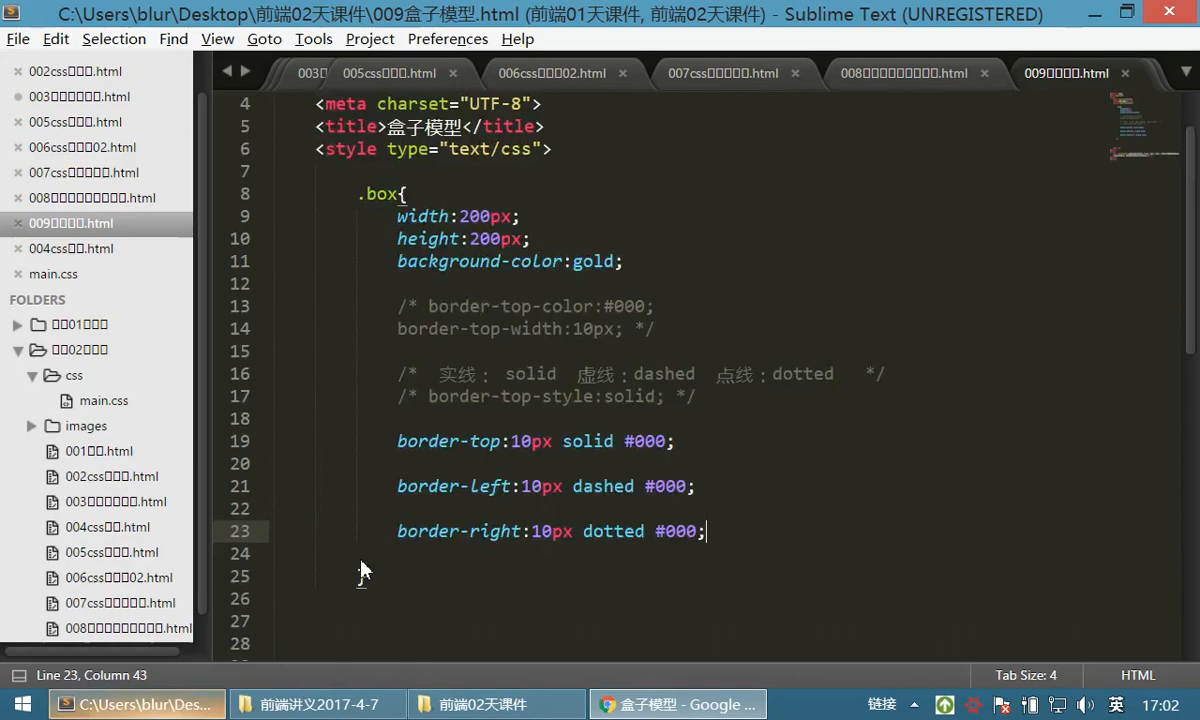 C:\Users\blur\Desktop\前端02天课件\009盒子模型.html (前端01天课件, 前端02天课件) - Sublime Text (UNREGISTERED)
File Edit Selection Find View Goto Tools Project Preferences Help
003 005css .html 006css 02.html 007css .html 008 .html 009 .html
002css .html
003 .html
005css .html
006css 02.html
007css .html
008 .html
009 .html
004css .html
main.css
FOLDERS
01
02
css
main.css
images
001 .html
002css .html
003 .html
004css .html
005css .html
006css 02.html
007css .html
008 .html
4 <meta charset="UTF-8">
5 <title>盒子模型</title>
6 <style type="text/css">
7
8 .box{
9 width:200px;
10 height:200px;
11 background-color:gold;
12
13 /* border-top-color:#000;
14 border-top-width:10px; */
15
16 /* 实线： solid 虚线：dashed 点线：dotted */
17 /* border-top-style:solid; */
18
19 border-top:10px solid #000;
20
21 border-left:10px dashed #000;
22
23 border-right:10px dotted #000;
24
25 }
26
27
28
Line 23, Column 43 Tab Size: 4 HTML
C:\Users\blur\Des... 前端讲义2017-4-7 前端02天课件 盒子模型 - Google ... 链接 英 17:02